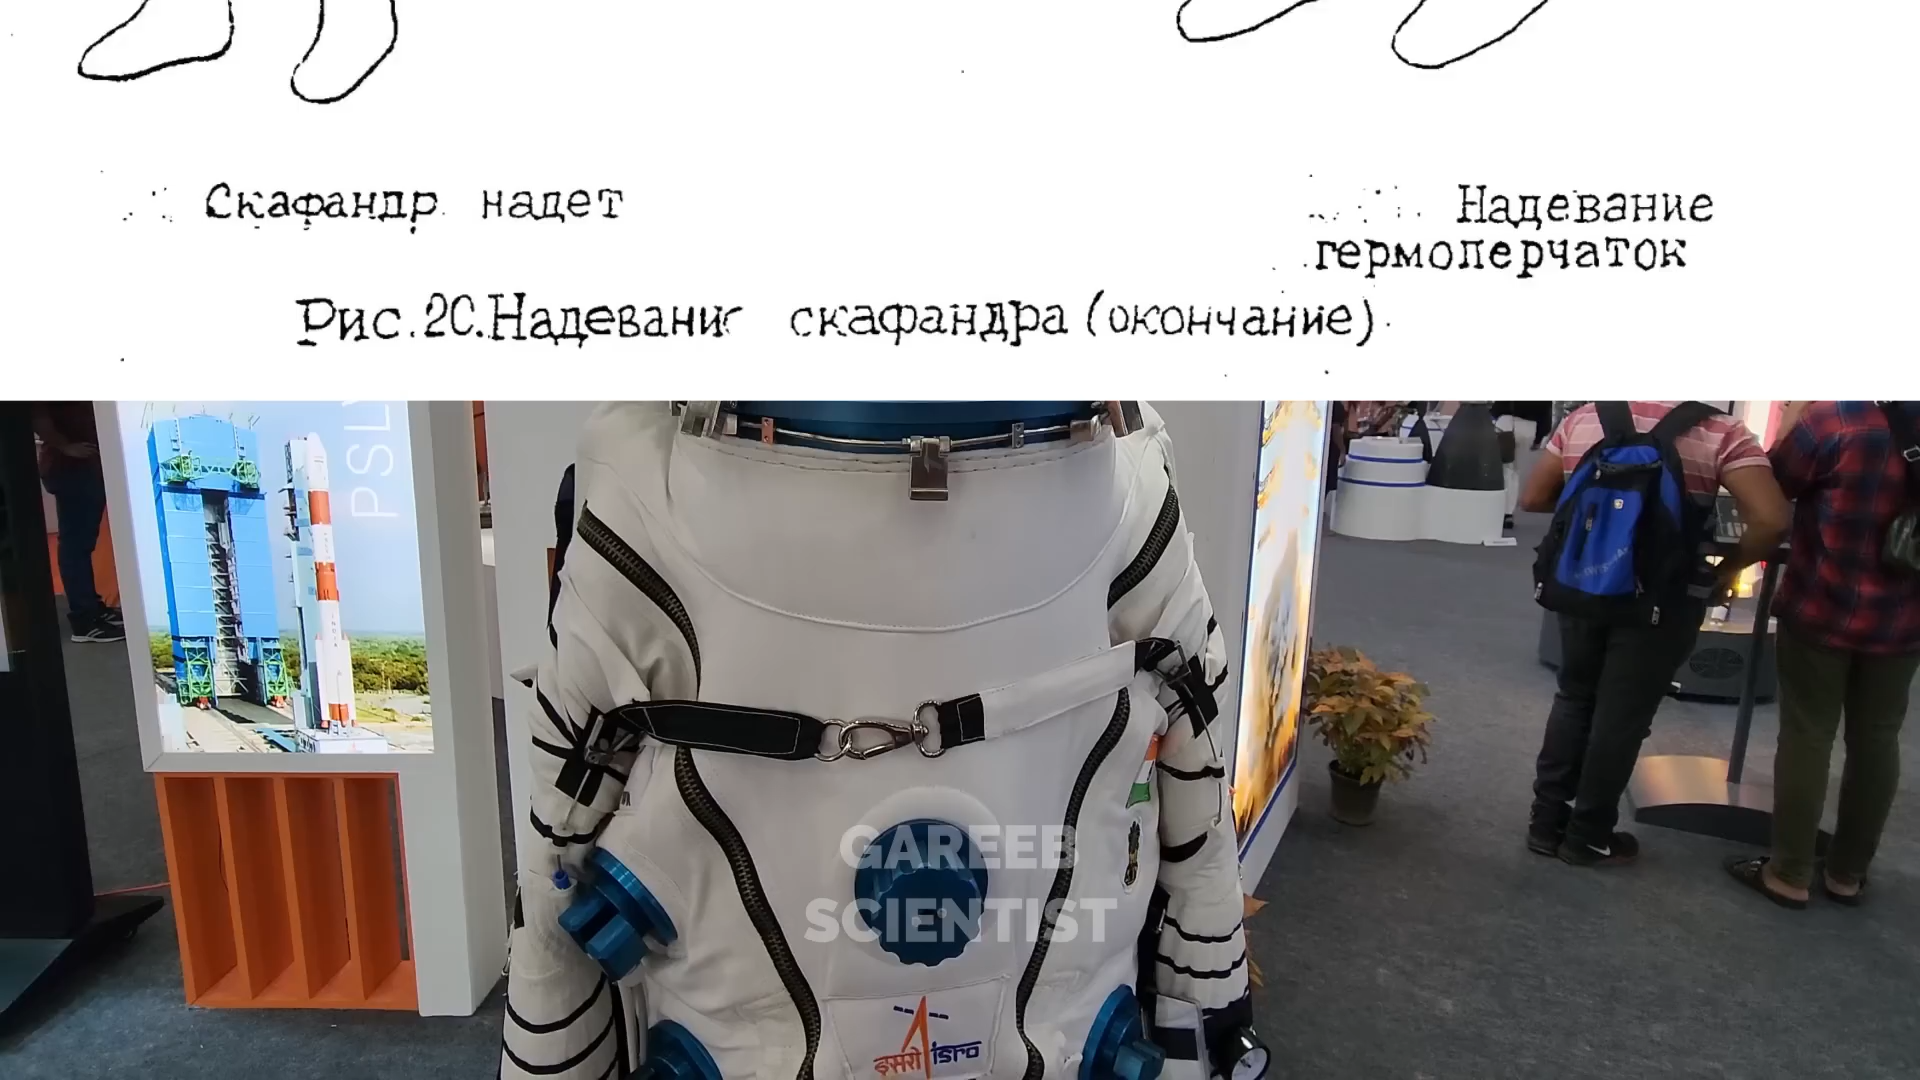 Скафандр надет
Надевание
гермоперчаток
Рис.20.Надевание скафандра (окончание)
PSLV
GAREEB
SCIENTIST
इसरो isro